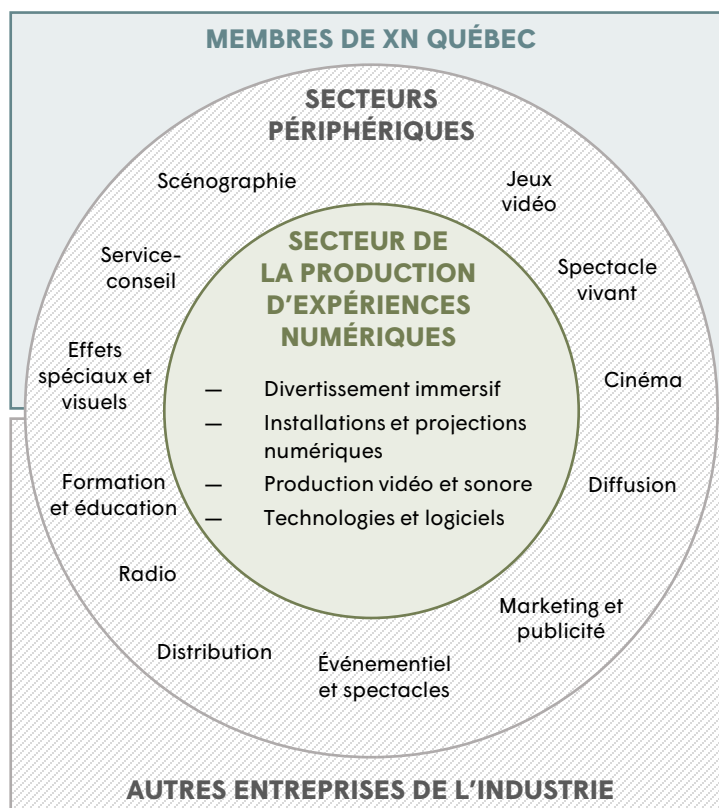 MEMBRES DE XN QUÉBEC
SECTEURS
PÉRIPHÉRIQUES
Scénographie
Jeux
vidéo
Service-
conseil
Spectacle
vivant
Effets
spéciaux et
visuels
Cinéma
Formation
et éducation
Diffusion
Radio
Marketing et
publicité
Distribution
Événementiel
et spectacles
SECTEUR DE
LA PRODUCTION
D'EXPÉRIENCES
NUMÉRIQUES
— Divertissement immersif
— Installations et projections
numériques
— Production vidéo et sonore
— Technologies et logiciels
AUTRES ENTREPRISES DE L'INDUSTRIE